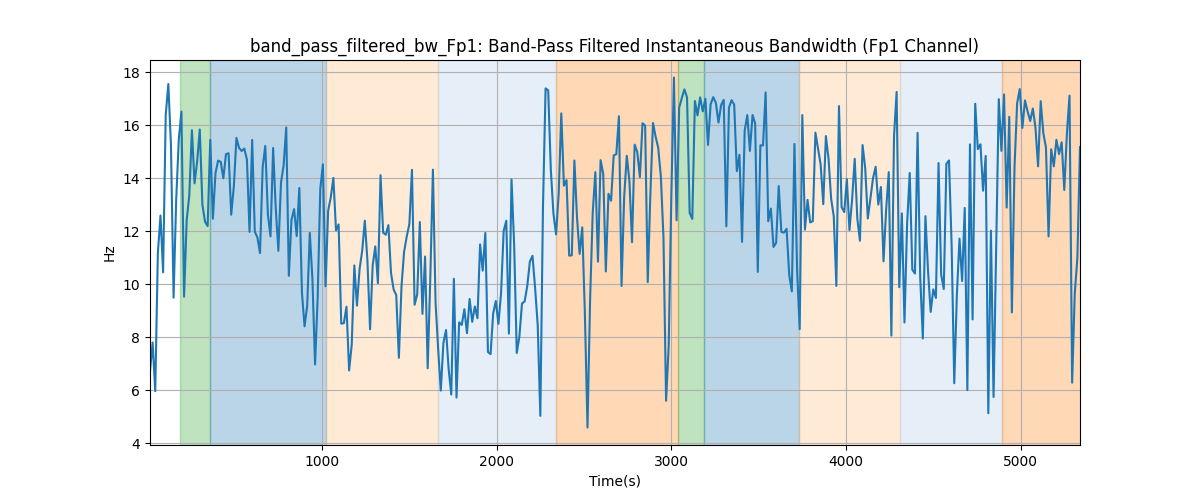 band_pass_filtered_bw_Fp1: Band-Pass Filtered Instantaneous Bandwidth (Fp1 Channel)
18
16
14
12
10
8
6
4
Hz
1000 2000 3000 4000 5000
Time(s)